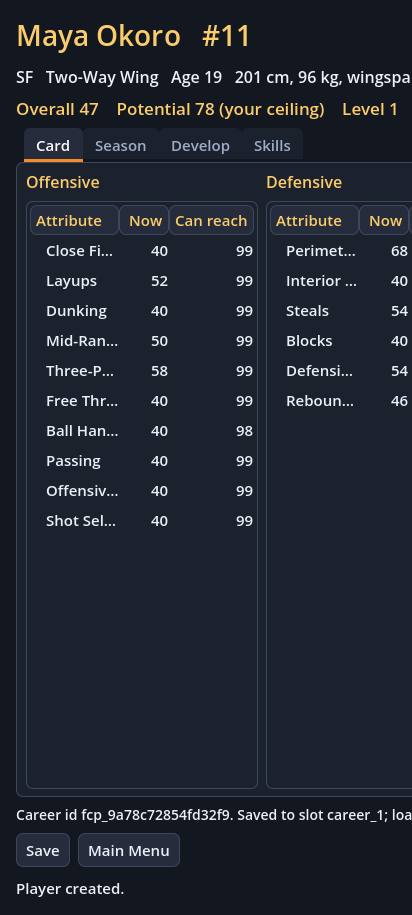 Maya Okoro #11
SF Two-Way Wing Age 19 201 cm, 96 kg, wingspa
Overall 47 Potential 78 (your ceiling) Level 1
Card Season Develop Skills
Offensive Defensive
Attribute Now Can reach Attribute Now
Close Fi... 40 99 Perimet... 68
Layups 52 99 Interior ... 40
Dunking 40 99 Steals 54
Mid-Ran... 50 99 Blocks 40
Three-P... 58 99 Defensi... 54
Free Thr... 40 99 Reboun... 46
Ball Han... 40 98
Passing 40 99
Offensiv... 40 99
Shot Sel... 40 99
Career id fcp_9a78c72854fd32f9. Saved to slot career_1; loa
Save Main Menu
Player created.